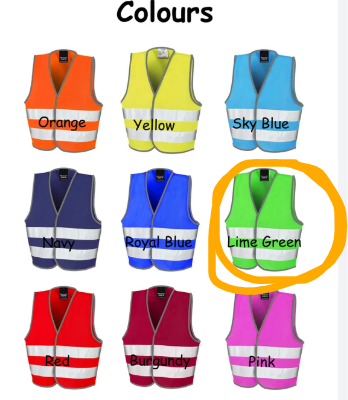 Colours
Orange
Yellow
Sky Blue
Navy
Royal Blue
Lime Green
Red
Burgundy
Pink